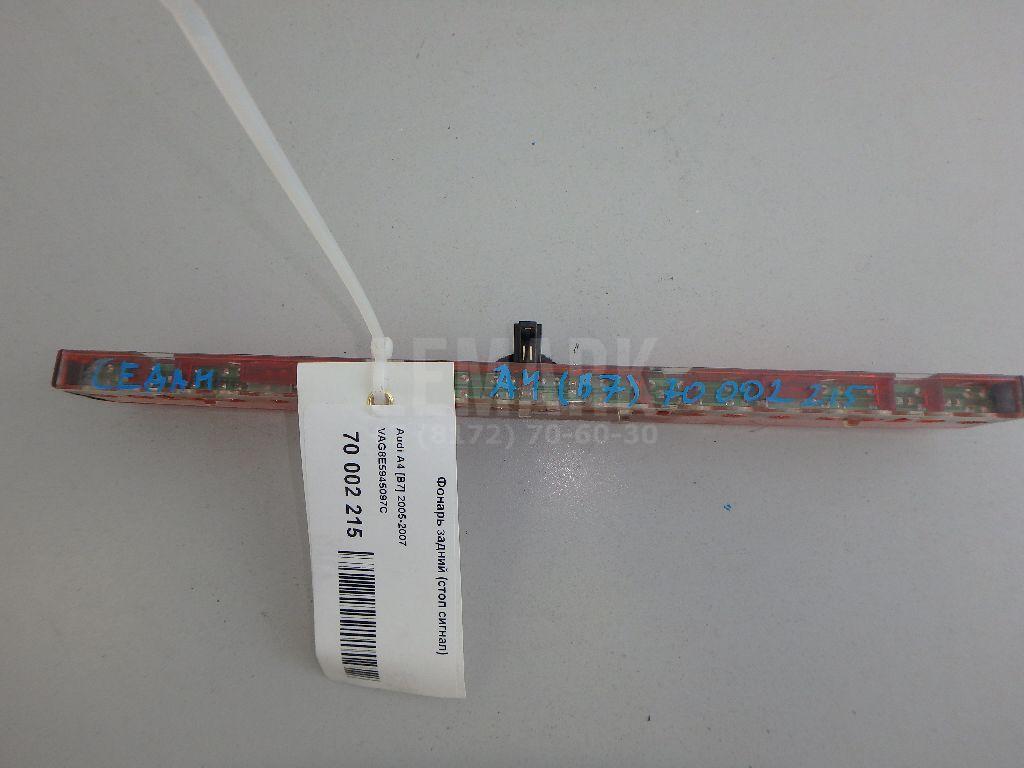 СЕДАН А4 (В7) 70 002 215
LEMARK
(8172) 70-60-30
Фонарь задний (стоп сигнал)
Audi A4 [B7] 2005-2007
VAG8E5945097C
70 002 215